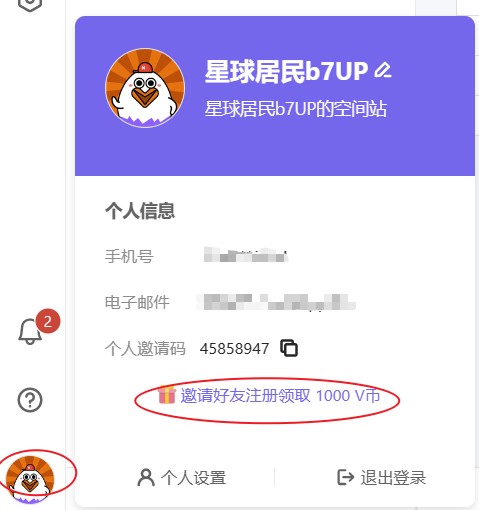 星球居民b7UP
星球居民b7UP的空间站
个人信息
手机号
电子邮件
个人邀请码 45858947
邀请好友注册领取 1000 V币
2
个人设置 退出登录